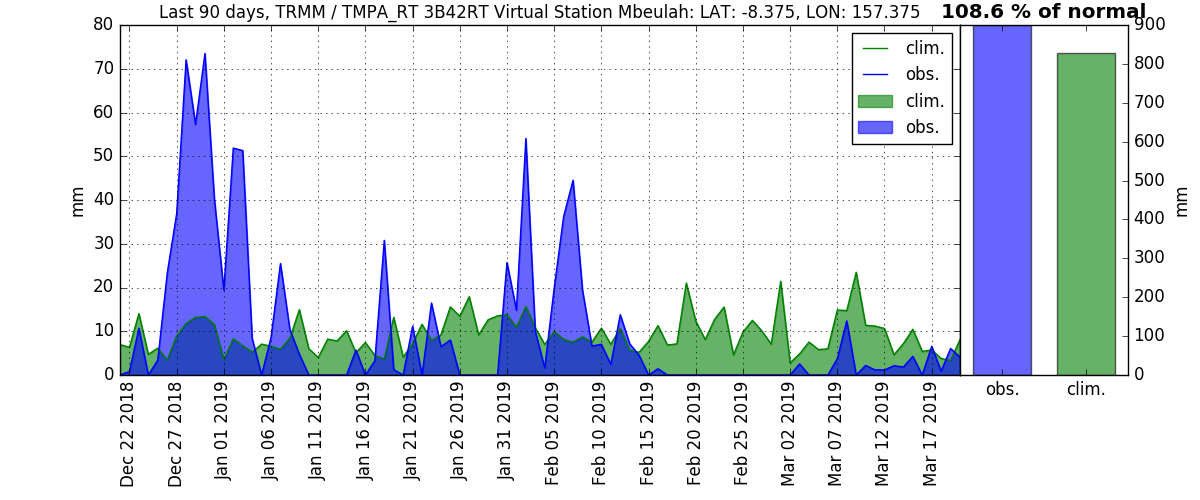 Last 90 days, TRMM / TMPA_RT 3B42RT Virtual Station Mbeulah: LAT: -8.375, LON: 157.375
108.6 % of normal
80
70
60
50
40
30
20
10
0
mm
clim.
obs.
clim.
obs.
900
800
700
600
500
400
300
200
100
0
mm
obs.
clim.
Dec 22 2018
Dec 27 2018
Jan 01 2019
Jan 06 2019
Jan 11 2019
Jan 16 2019
Jan 21 2019
Jan 26 2019
Jan 31 2019
Feb 05 2019
Feb 10 2019
Feb 15 2019
Feb 20 2019
Feb 25 2019
Mar 02 2019
Mar 07 2019
Mar 12 2019
Mar 17 2019